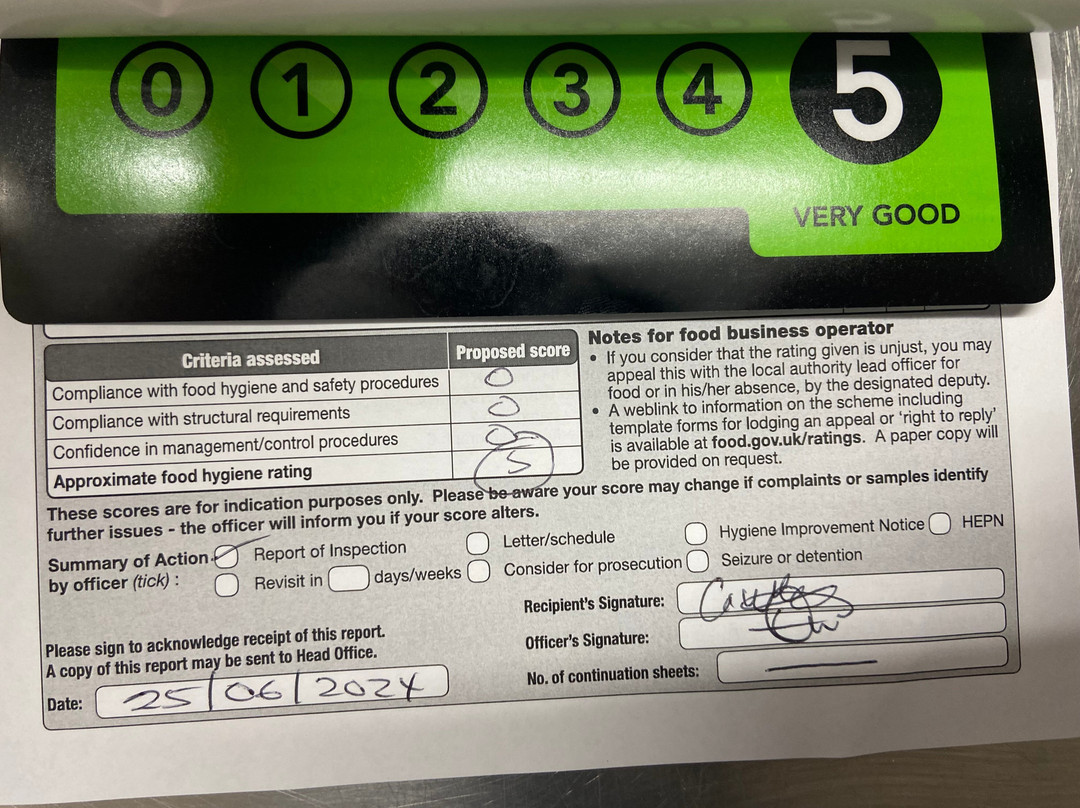 0 1 2 3 4 5
VERY GOOD
Criteria assessed Proposed score
Compliance with food hygiene and safety procedures 0
Compliance with structural requirements 0
Confidence in management/control procedures 0
Approximate food hygiene rating 5
Notes for food business operator
• If you consider that the rating given is unjust, you may
appeal this with the local authority lead officer for
food or in his/her absence, by the designated deputy.
• A weblink to information on the scheme including
template forms for lodging an appeal or 'right to reply'
is available at food.gov.uk/ratings. A paper copy will
be provided on request.
These scores are for indication purposes only. Please be aware your score may change if complaints or samples identify
further issues - the officer will inform you if your score alters.
Summary of Action
by officer (tick) :
Report of Inspection
Letter/schedule
Hygiene Improvement Notice
HEPN
Revisit in days/weeks
Consider for prosecution
Seizure or detention
Recipient's Signature:
Officer's Signature:
No. of continuation sheets:
Please sign to acknowledge receipt of this report.
A copy of this report may be sent to Head Office.
Date: 25/06/2024